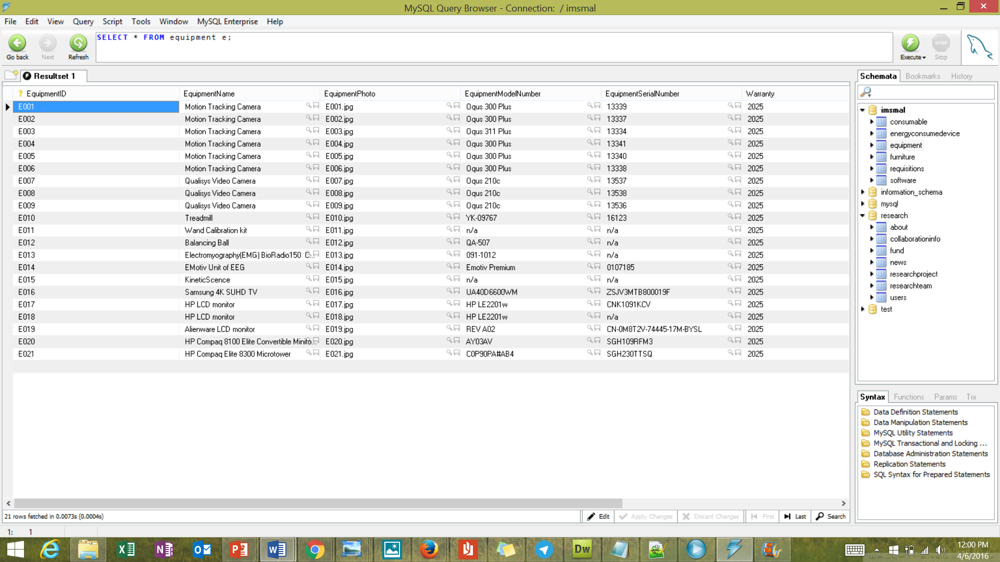 MySQL Query Browser - Connection:  / imsmal
File Edit View Query Script Tools Window MySQL Enterprise Help
SELECT * FROM equipment e;
Go back Next Refresh Execute STOP Stop
Resultset 1
EquipmentID EquipmentName EquipmentPhoto EquipmentModelNumber EquipmentSerialNumber Warranty
E001 Motion Tracking Camera E001.jpg Oqus 300 Plus 13339 2025
E002 Motion Tracking Camera E002.jpg Oqus 300 Plus 13337 2025
E003 Motion Tracking Camera E003.jpg Oqus 311 Plus 13334 2025
E004 Motion Tracking Camera E004.jpg Oqus 300 Plus 13341 2025
E005 Motion Tracking Camera E005.jpg Oqus 300 Plus 13340 2025
E006 Motion Tracking Camera E006.jpg Oqus 300 Plus 13338 2025
E007 Qualisys Video Camera E007.jpg Oqus 210c 13537 2025
E008 Qualisys Video Camera E008.jpg Oqus 210c 13538 2025
E009 Qualisys Video Camera E009.jpg Oqus 210c 13536 2025
E010 Treadmill E010.jpg YK-09767 16123 2025
E011 Wand Calibration kit E011.jpg n/a n/a 2025
E012 Balancing Ball E012.jpg QA-507 n/a 2025
E013 Electromyography(EMG) BioRadio150 C... E013.jpg 091-1012 n/a 2025
E014 EMotiv Unit of EEG E014.jpg Emotiv Premium 0107185 2025
E015 KineticScence E015.jpg n/a n/a 2025
E016 Samsung 4K SUHD TV E016.jpg UA40D6600WM ZSJV3MTB800019F 2025
E017 HP LCD monitor E017.jpg HP LE2201w CNK1091KCV 2025
E018 HP LCD monitor E018.jpg HP LE2201w n/a 2025
E019 Alienware LCD monitor E019.jpg REV A02 CN-0M8T2V-74445-17M-BYSL 2025
E020 HP Compaq 8100 Elite Convertible Minito... E020.jpg AY03AV SGH109RFM3 2025
E021 HP Compaq Elite 8300 Microtower E021.jpg C0P90PA#AB4 SGH230TTSQ 2025
21 rows fetched in 0.0073s (0.0004s)
Edit Apply Changes Discard Changes First Last Search
1: 1
Schemata Bookmarks History
imsmal
consumable
energyconsumedevice
equipment
furniture
requisitions
software
information_schema
mysql
research
about
collaborationinfo
fund
news
researchproject
researchteam
users
test
Syntax Functions Params Trx
Data Definition Statements
Data Manipulation Statements
MySQL Utility Statements
MySQL Transactional and Locking ...
Database Administration Statements
Replication Statements
SQL Syntax for Prepared Statements
Dw
12:00 PM
4/6/2016